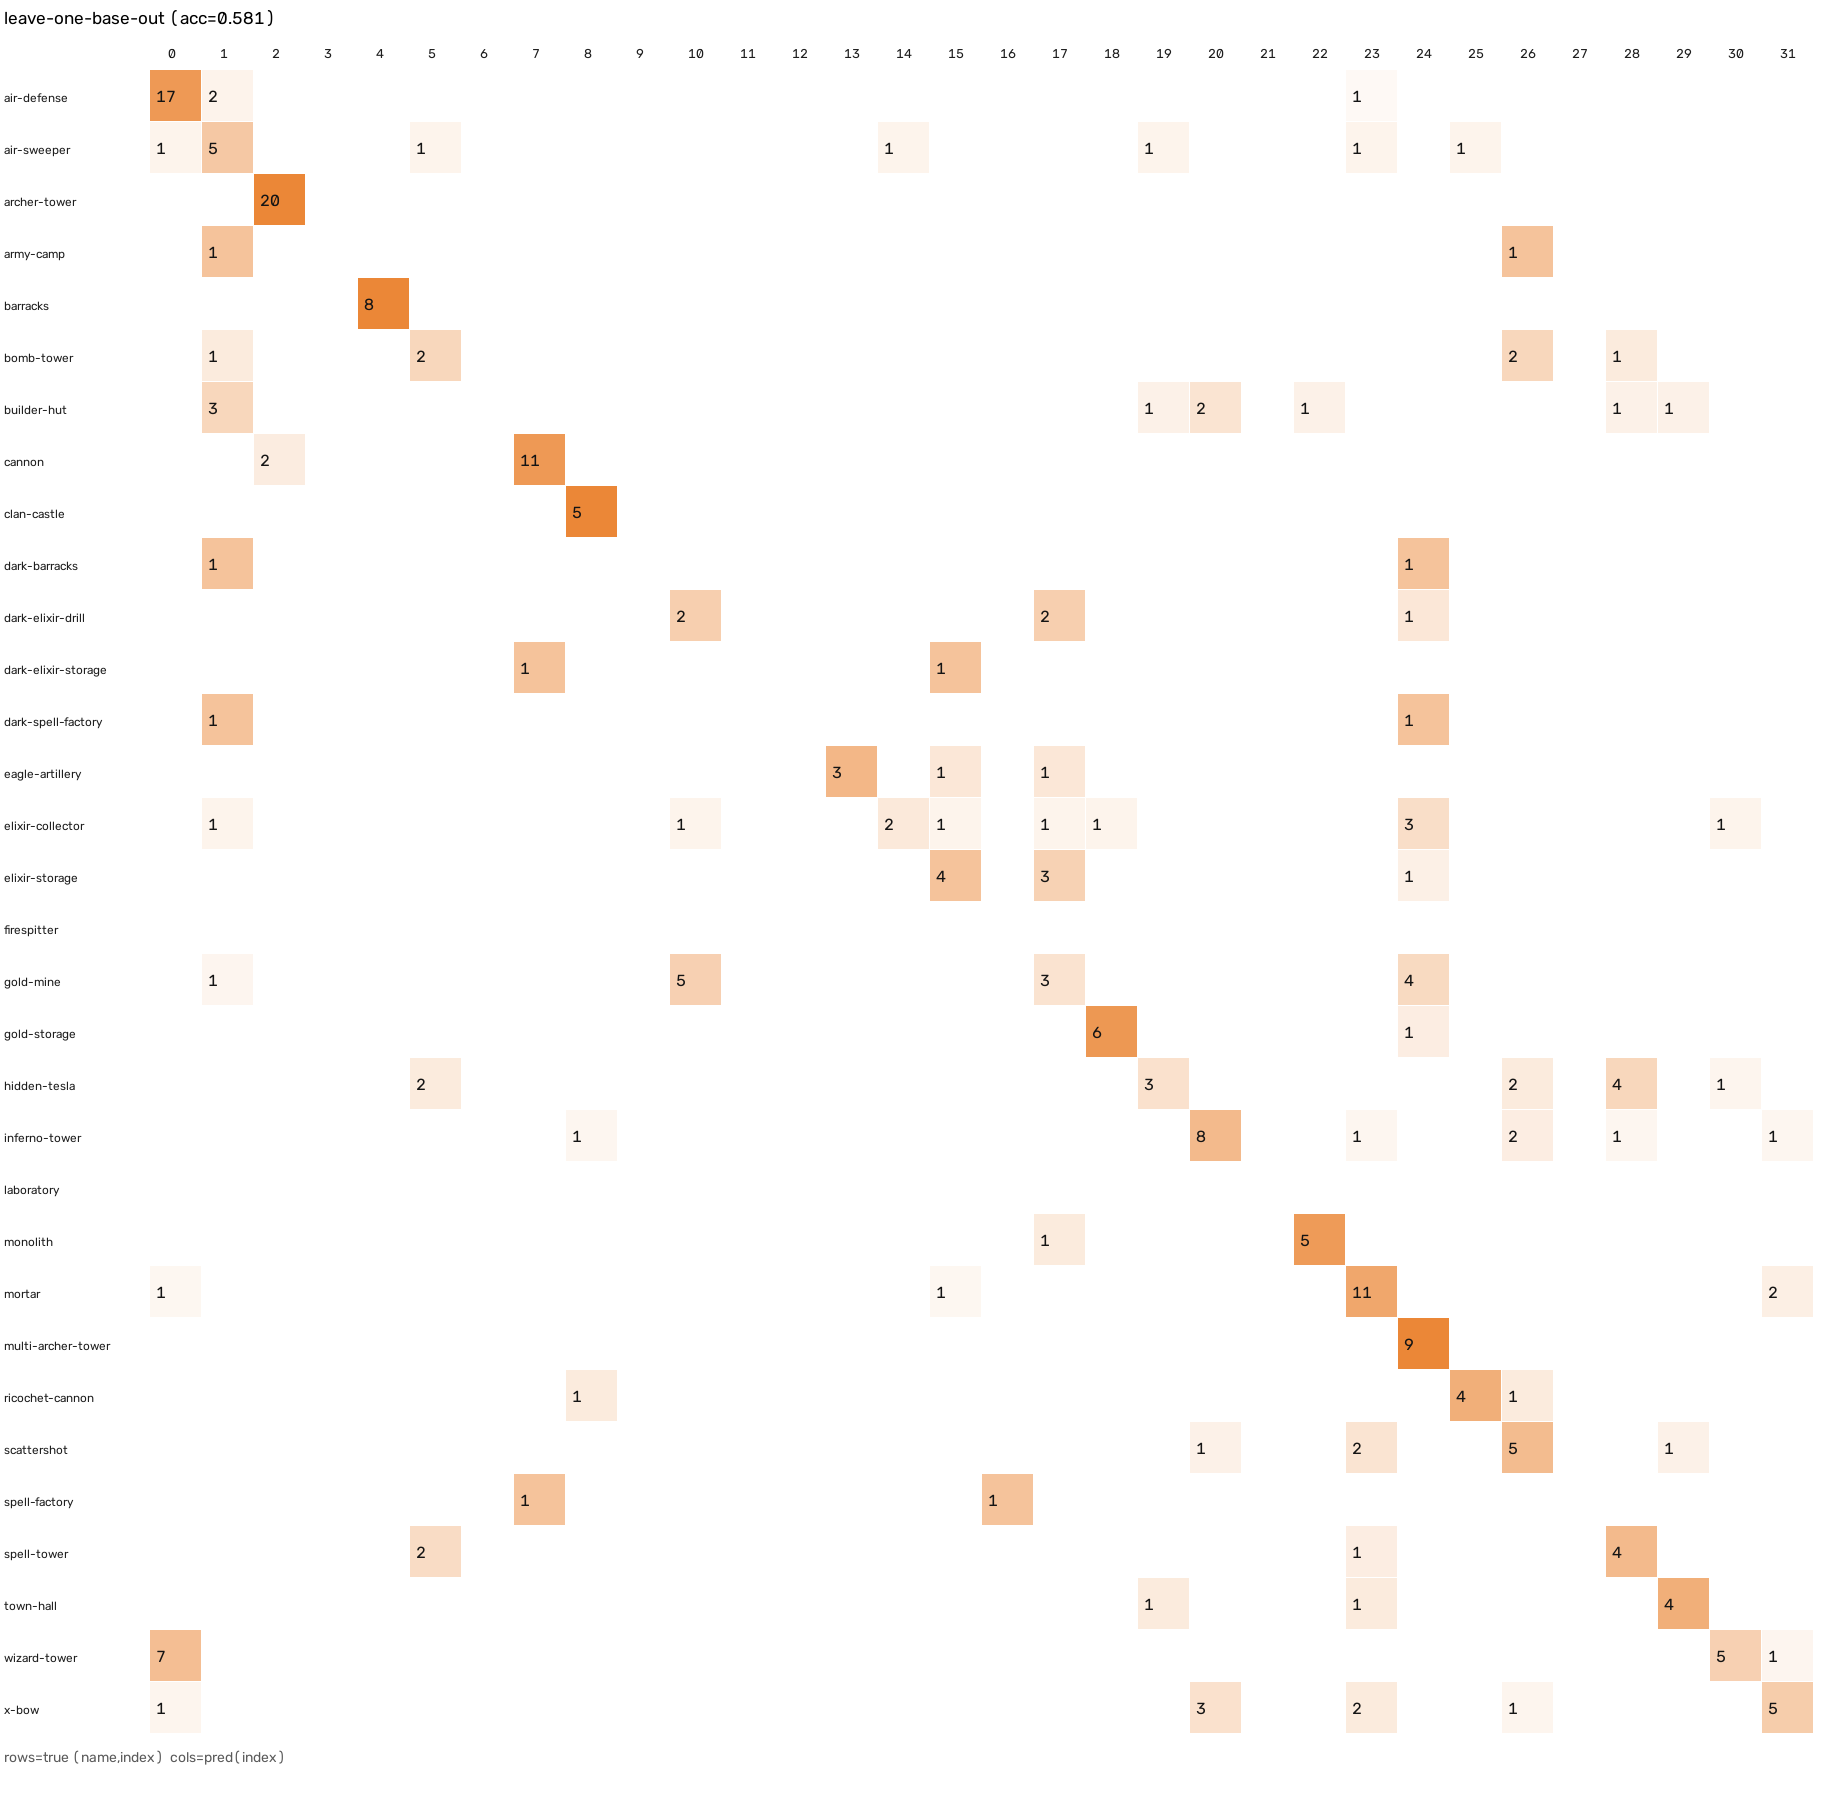 leave-one-base-out (acc=0.581)
0 1 2 3 4 5 6 7 8 9 10 11 12 13 14 15 16 17 18 19 20 21 22 23 24 25 26 27 28 29 30 31
air-defense 17 2 1
air-sweeper 1 5 1 1 1 1 1
archer-tower 20
army-camp 1 1
barracks 8
bomb-tower 1 2 2 1
builder-hut 3 1 2 1 1 1
cannon 2 11
clan-castle 5
dark-barracks 1 1
dark-elixir-drill 2 2 1
dark-elixir-storage 1 1
dark-spell-factory 1 1
eagle-artillery 3 1 1
elixir-collector 1 1 2 1 1 1 3 1
elixir-storage 4 3 1
firespitter
gold-mine 1 5 3 4
gold-storage 6 1
hidden-tesla 2 3 2 4 1
inferno-tower 1 8 1 2 1 1
laboratory
monolith 1 5
mortar 1 1 11 2
multi-archer-tower 9
ricochet-cannon 1 4 1
scattershot 1 2 5 1
spell-factory 1 1
spell-tower 2 1 4
town-hall 1 1 4
wizard-tower 7 5 1
x-bow 1 3 2 1 5
rows=true (name,index) cols=pred(index)